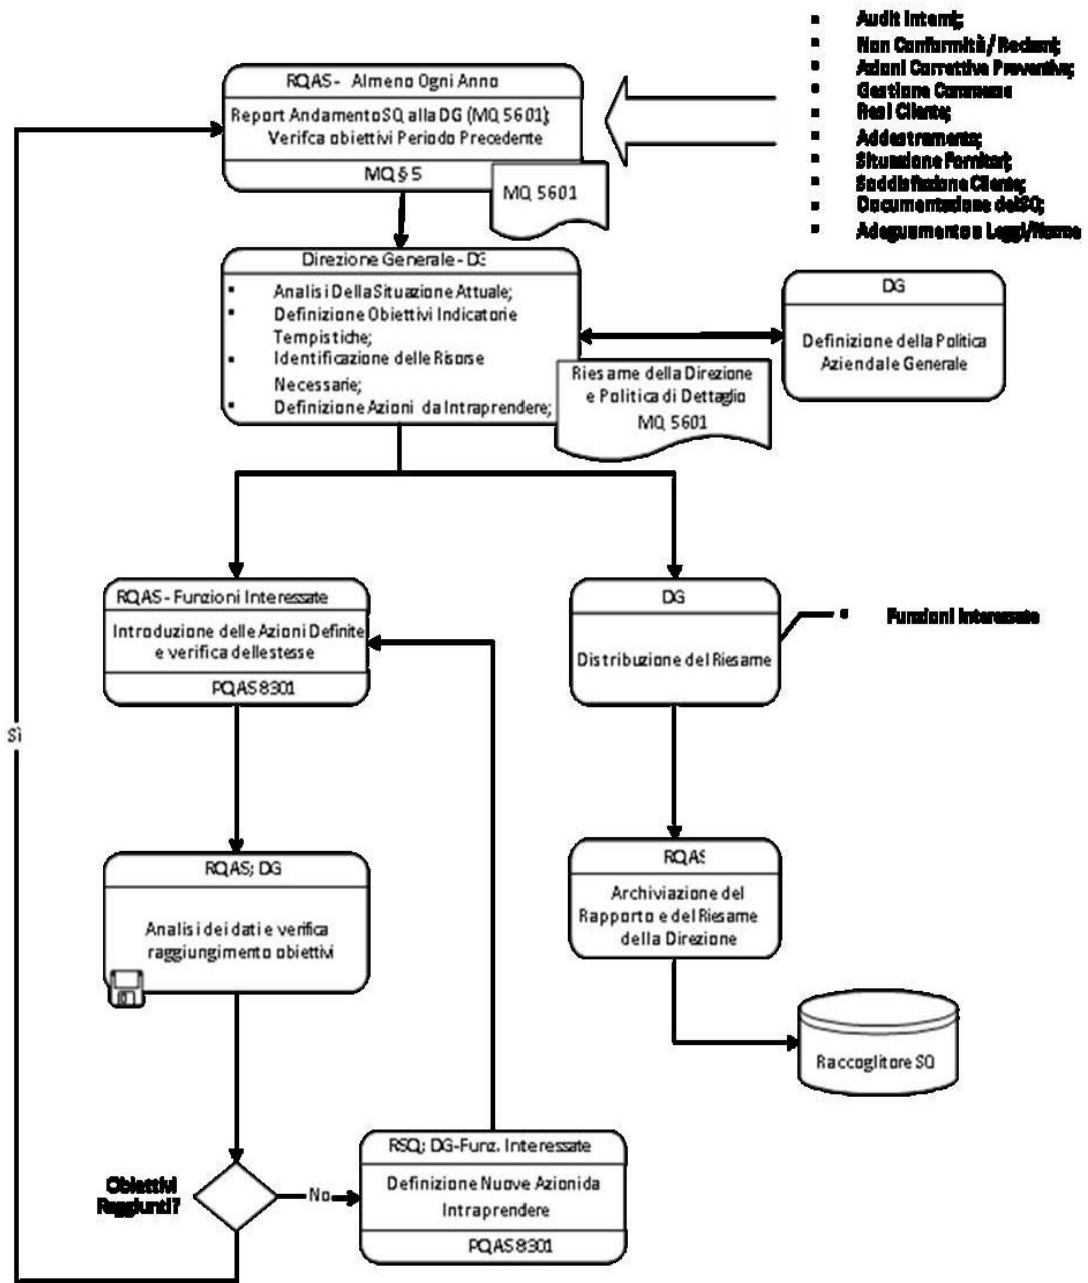 Audit Interni;
Non Conformità / Reclami;
Azioni Correttive Preventive;
Gestione Commesse
Resi Cliente;
Addestramento;
Situazione Fornitori;
Soddisfazione Cliente;
Documentazione del SQ;
Adeguamento a Leggi/Norme
RQAS - Almeno Ogni Anno
Report Andamento SQ alla DG (MQ 5601);
Verifca obiettivi Periodo Precedente
MQ § 5
MQ 5601
Direzione Generale - DG
Analisi Della Situazione Attuale;
Definizione Obiettivi Indicatori e
Tempistiche;
Identificazione delle Risorse
Necessarie;
Definizione Azioni da Intraprendere;
Riesame della Direzione
e Politica di Dettaglio
MQ 5601
DG
Definizione della Politica
Aziendale Generale
RQAS - Funzioni Interessate
Introduzione delle Azioni Definite
e verifica delle stesse
PQAS 8301
DG
Distribuzione del Riesame
Funzioni Interessate
Sì
RQAS; DG
Analisi dei dati e verifica
raggiungimento obiettivi
RQAS
Archiviazione del
Rapporto e del Riesame
della Direzione
Raccoglitore SQ
Obiettivi
Raggiunti?
No
RSQ; DG-Funz. Interessate
Definizione Nuove Azioni da
Intraprendere
PQAS 8301